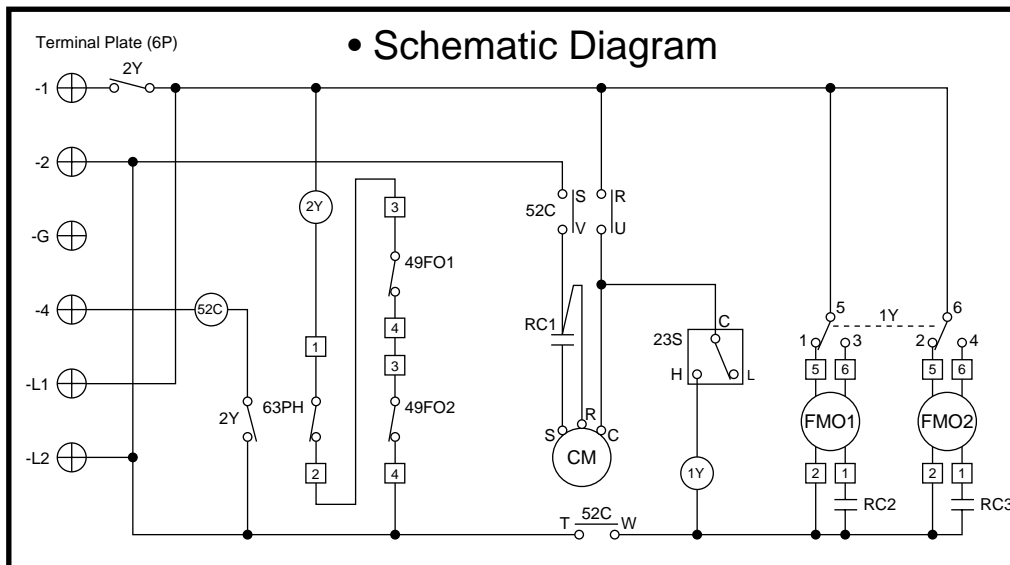 • Schematic Diagram
Terminal Plate (6P)
2Y
-1
-2
-G
-4
-L1
-L2
52C
2Y
2Y
1
63PH
2
3
49FO1
4
3
49FO2
4
52C
S
V
R
U
RC1
S
R
C
CM
23S
C
H
L
1Y
T
52C
W
5
1Y
6
1
3
2
4
5
6
5
6
FMO1
FMO2
2
1
2
1
RC2
RC3